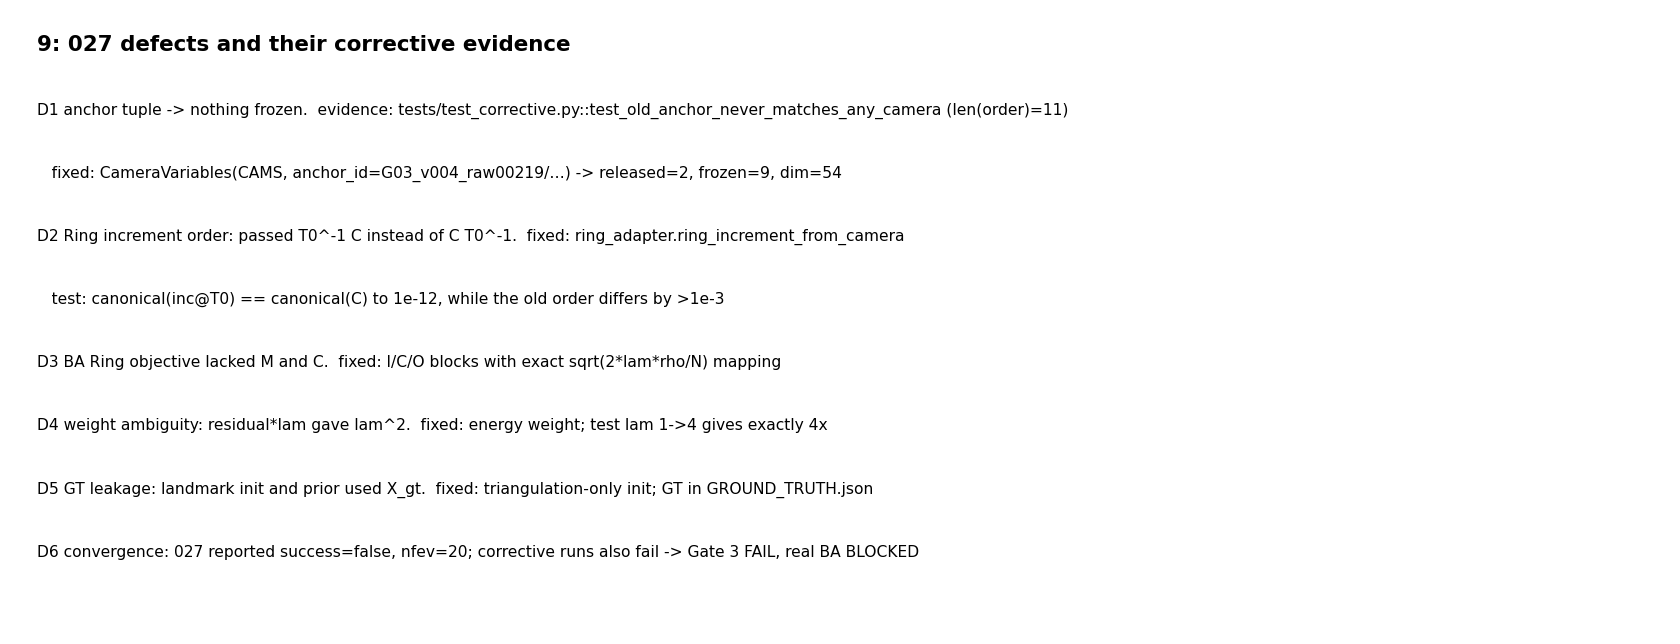 9: 027 defects and their corrective evidence
D1 anchor tuple -> nothing frozen.  evidence: tests/test_corrective.py::test_old_anchor_never_matches_any_camera (len(order)=11)
fixed: CameraVariables(CAMS, anchor_id=G03_v004_raw00219/...) -> released=2, frozen=9, dim=54
D2 Ring increment order: passed T0^-1 C instead of C T0^-1.  fixed: ring_adapter.ring_increment_from_camera
test: canonical(inc@T0) == canonical(C) to 1e-12, while the old order differs by >1e-3
D3 BA Ring objective lacked M and C.  fixed: I/C/O blocks with exact sqrt(2*lam*rho/N) mapping
D4 weight ambiguity: residual*lam gave lam^2.  fixed: energy weight; test lam 1->4 gives exactly 4x
D5 GT leakage: landmark init and prior used X_gt.  fixed: triangulation-only init; GT in GROUND_TRUTH.json
D6 convergence: 027 reported success=false, nfev=20; corrective runs also fail -> Gate 3 FAIL, real BA BLOCKED